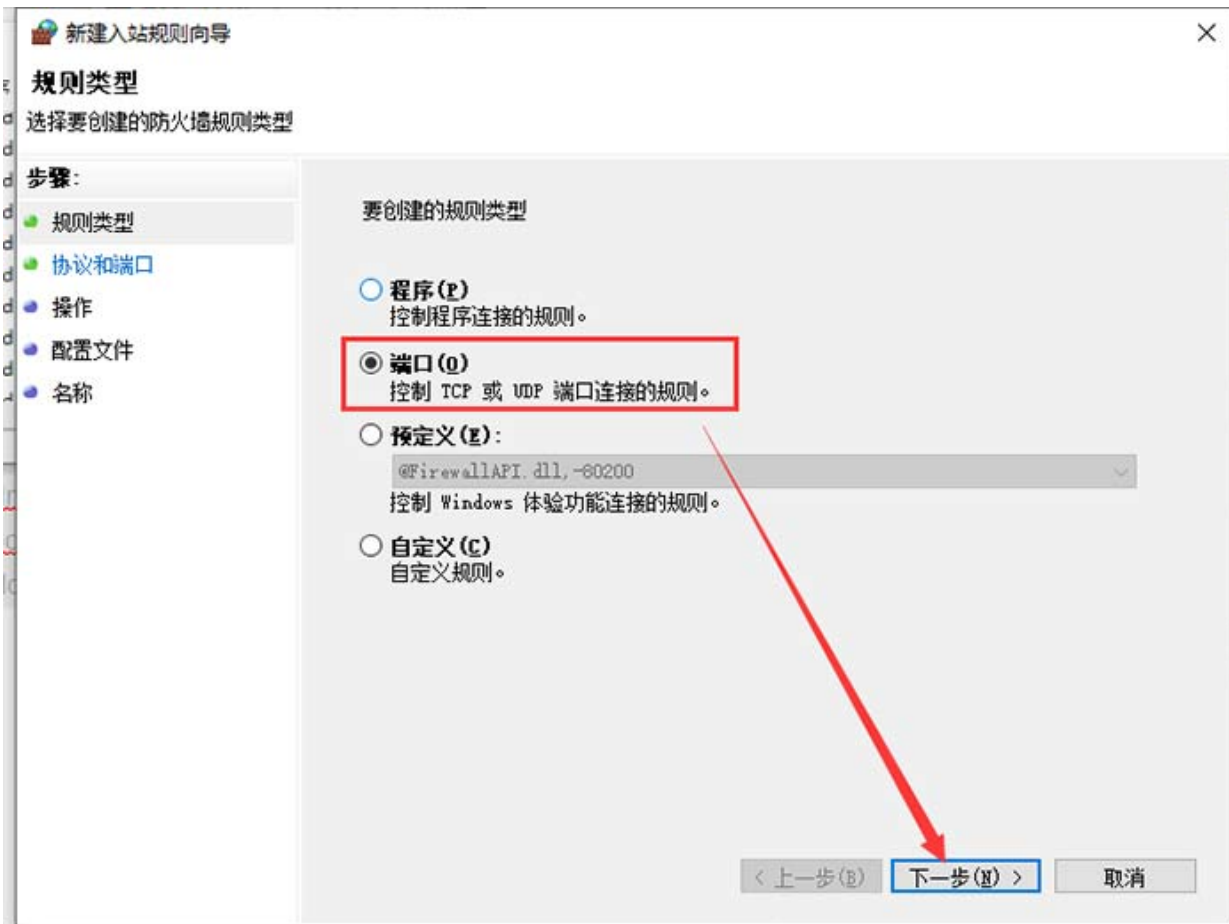 新建入站规则向导
规则类型
选择要创建的防火墙规则类型
步骤:
规则类型
协议和端口
操作
配置文件
名称
要创建的规则类型
程序(P)
控制程序连接的规则。
端口(O)
控制 TCP 或 UDP 端口连接的规则。
预定义(E):
@FirewallAPI.dll,-80200
控制 Windows 体验功能连接的规则。
自定义(C)
自定义规则。
< 上一步(B)
下一步(N) >
取消